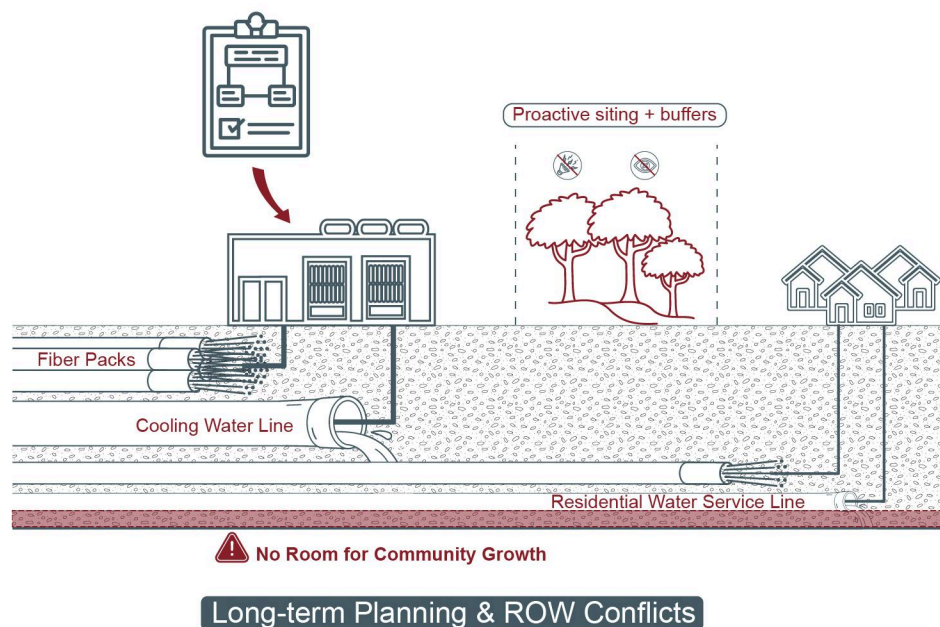 Proactive siting + buffers
Fiber Packs
Cooling Water Line
Residential Water Service Line
No Room for Community Growth
Long-term Planning & ROW Conflicts